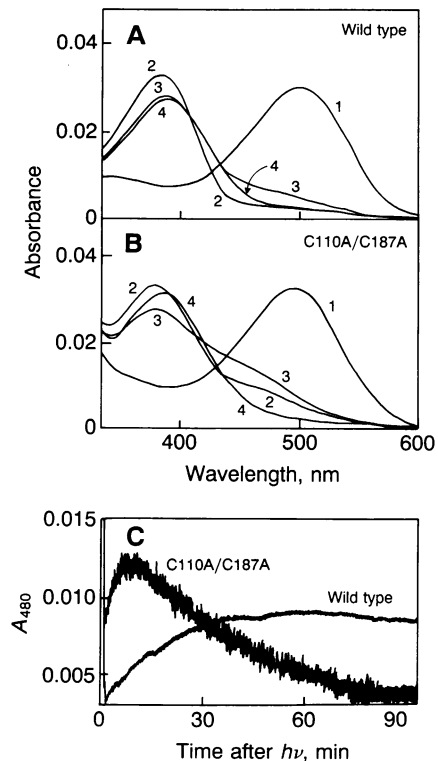 A
Wild type
0.04
2
3
4
1
0.02
4
3
2
0
Absorbance
B
C110A/C187A
0.04
2
4
1
3
0.02
3
2
4
0
400
500
600
Wavelength, nm
0.015
C
C110A/C187A
Wild type
0.010
A480
0.005
0
30
60
90
Time after hν, min